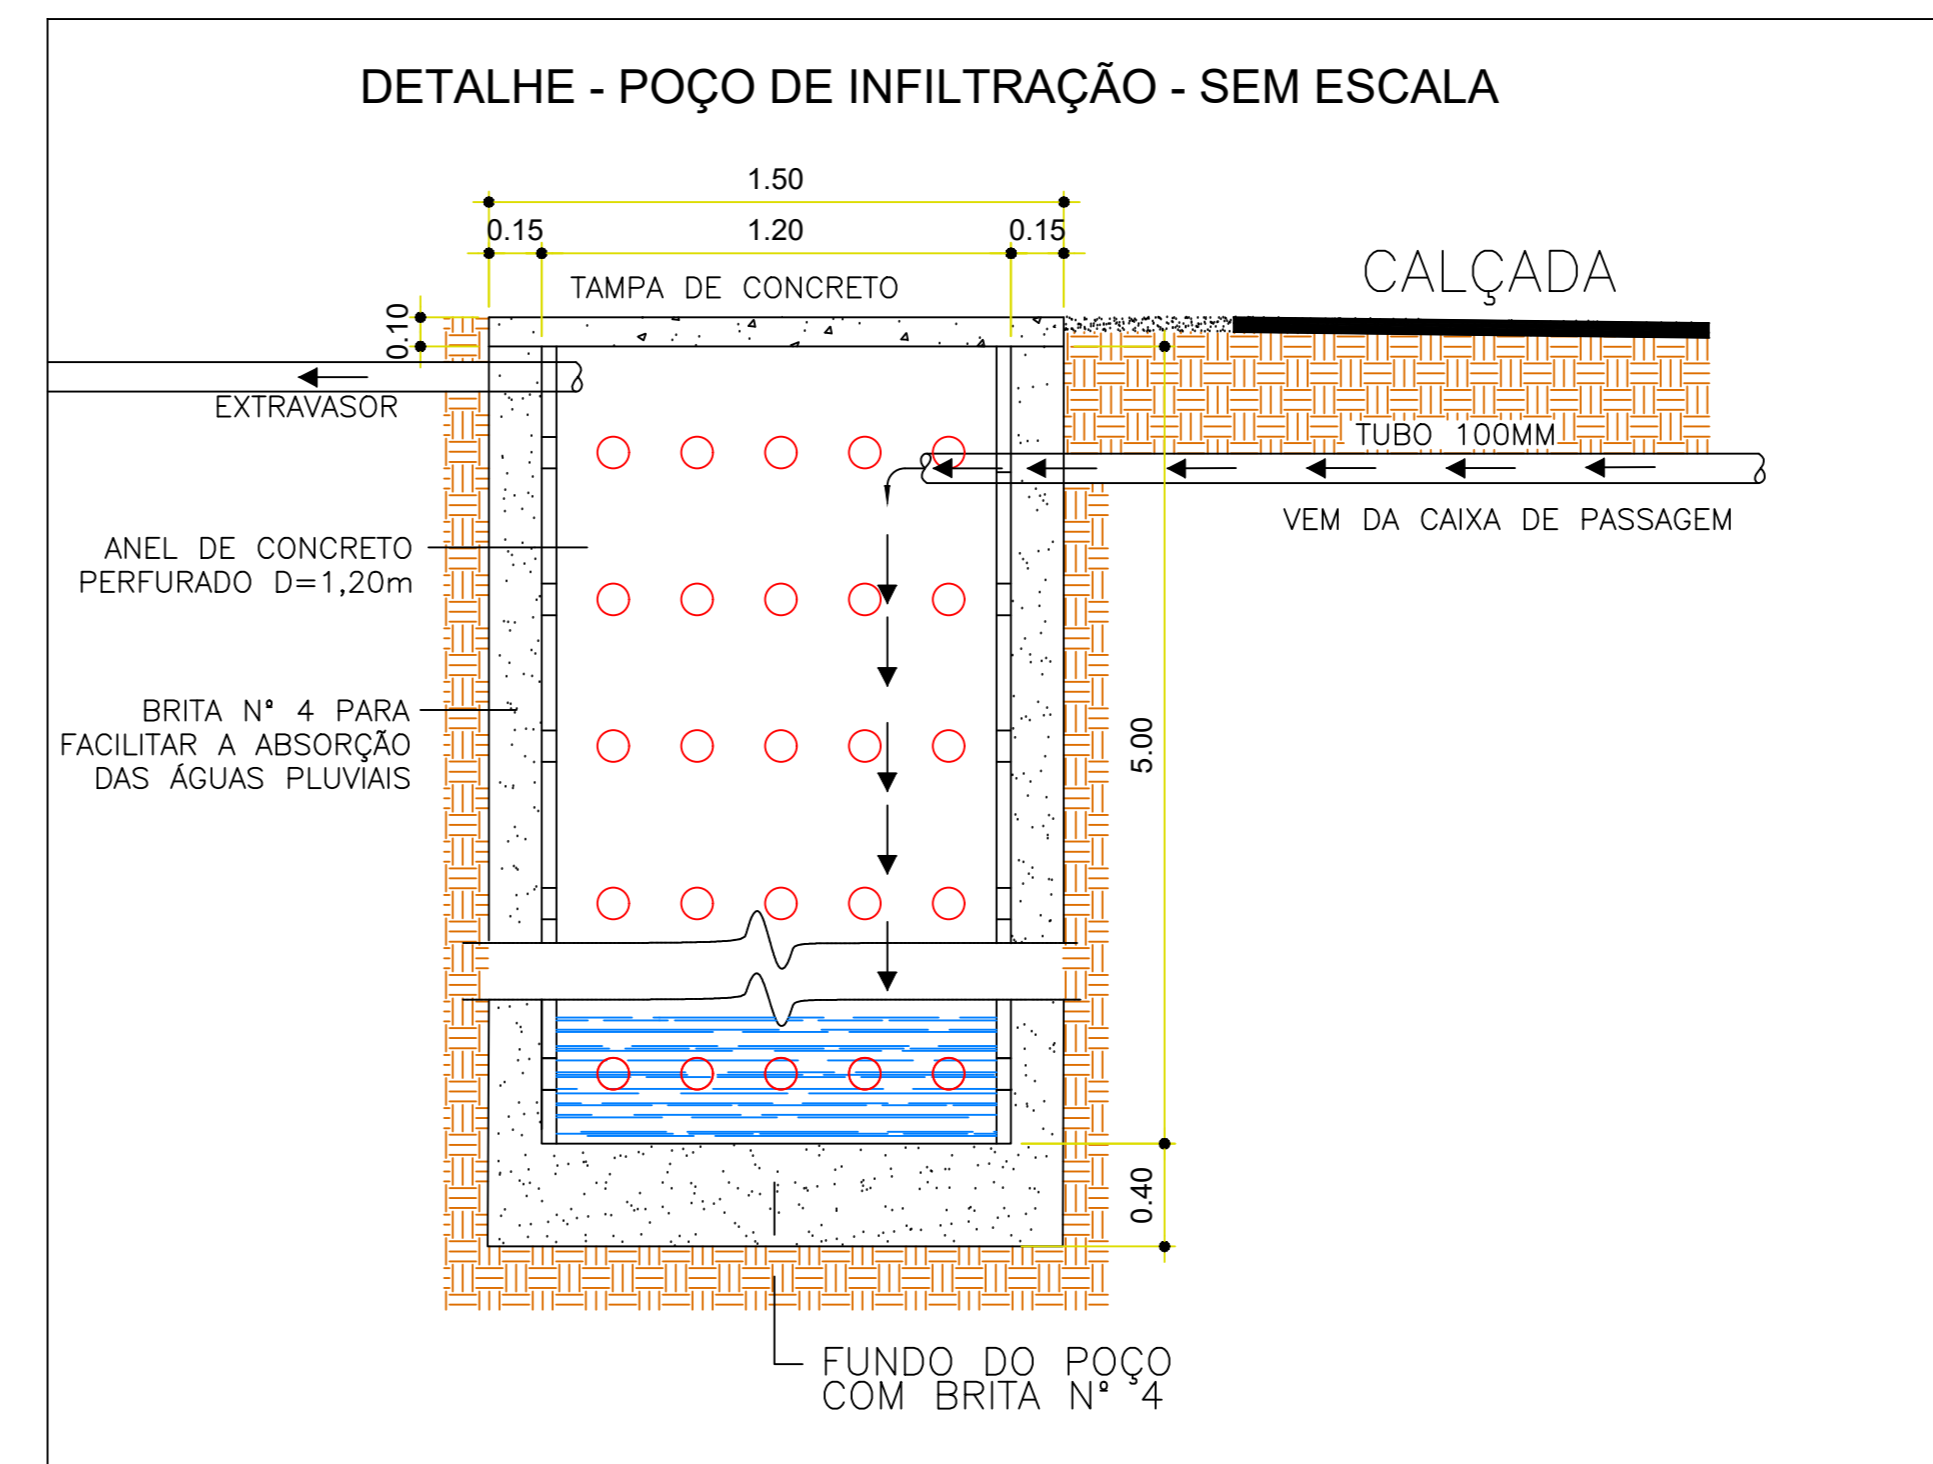 DETALHE - POÇO DE INFILTRAÇÃO - SEM ESCALA
1.50
0.15
1.20
0.15
TAMPA DE CONCRETO
CALÇADA
0.10
EXTRAVASOR
TUBO 100MM
VEM DA CAIXA DE PASSAGEM
ANEL DE CONCRETO
PERFURADO D=1,20m
BRITA Nº 4 PARA
FACILITAR A ABSORÇÃO
DAS ÁGUAS PLUVIAIS
5.00
0.40
FUNDO DO POÇO
COM BRITA Nº 4